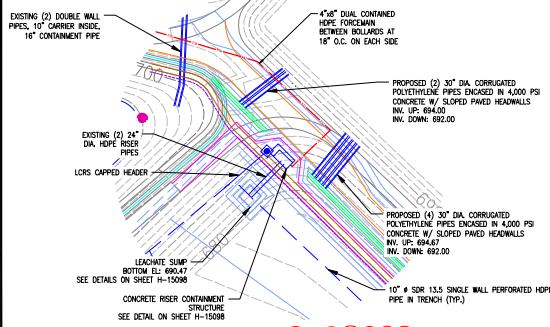 EXISTING (2) DOUBLE WALL
PIPES, 10" CARRIER INSIDE,
16" CONTAINMENT PIPE
4"x8" DUAL CONTAINED
HDPE FORCEMAIN
BETWEEN BOLLARDS AT
18" O.C. ON EACH SIDE
700
PROPOSED (2) 30" DIA. CORRUGATED
POLYETHYLENE PIPES ENCASED IN 4,000 PSI
CONCRETE W/ SLOPED PAVED HEADWALLS
INV. UP: 694.00
INV. DOWN: 692.00
EXISTING (2) 24"
DIA. HDPE RISER
PIPES
LCRS CAPPED HEADER
PROPOSED (4) 30" DIA. CORRUGATED
POLYETHYLENE PIPES ENCASED IN 4,000 PSI
CONCRETE W/ SLOPED PAVED HEADWALLS
INV. UP: 694.67
INV. DOWN: 692.00
LEACHATE SUMP
BOTTOM EL: 690.47
SEE DETAILS ON SHEET H-15098
10" ø SDR 13.5 SINGLE WALL PERFORATED HDPE
PIPE IN TRENCH (TYP.)
CONCRETE RISER CONTAINMENT
STRUCTURE
SEE DETAIL ON SHEET H-15098